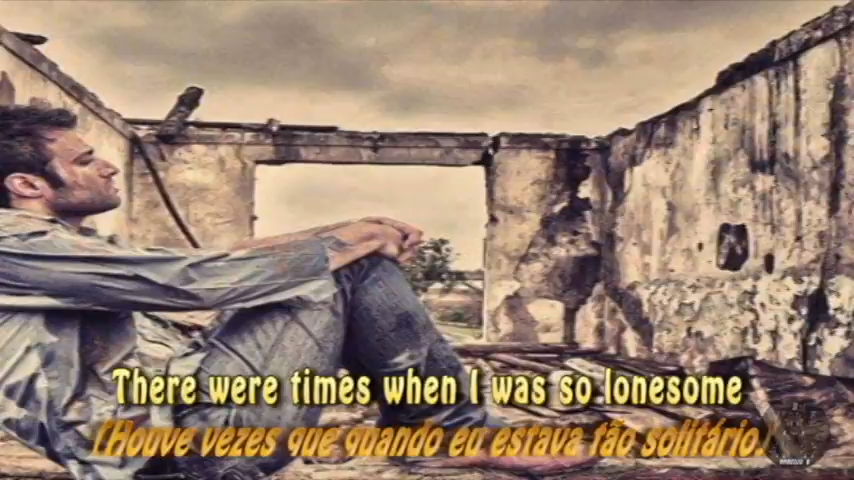 There were times when I was so lonesome
(Houve vezes que quando eu estava tão solitário.)